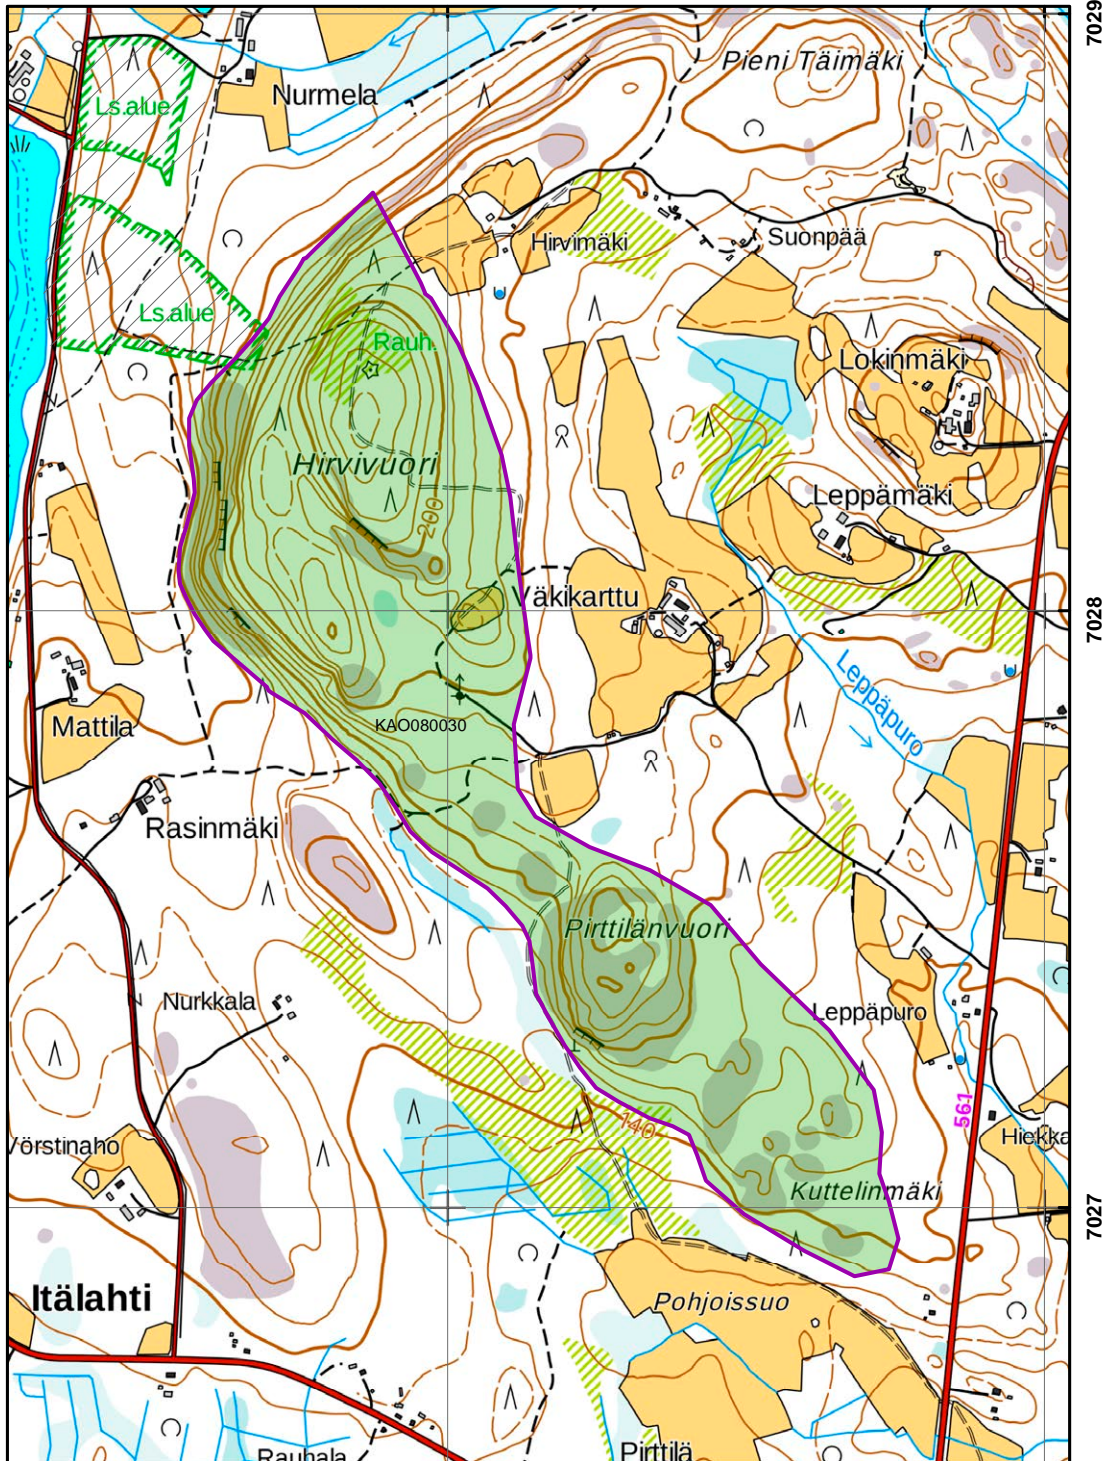 7029
Pieni Täimäki
Nurmela
Ls.alue
Hirvimäki
Suonpää
Ls.alue
Rauh.
Lokinmäki
Hirvivuori
Leppämäki
200
Väkikarttu
7028
Leppäpuro
KAO080030
Mattila
Rasinmäki
Pirttilänvuori
Nurkkala
Leppäpuro
561
140
Hiekka
Vörstinaho
Kuttelinmäki
7027
Itälahti
Pohjoissuo
Rauhala
Pirttilä